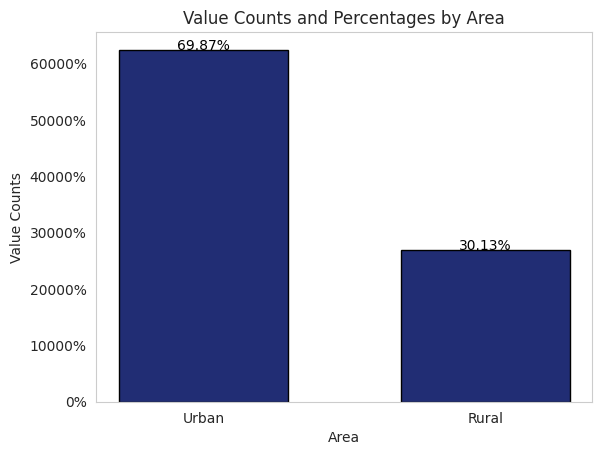 Value Counts and Percentages by Area
69.87%
60000%
50000%
40000%
30000%
30.13%
20000%
10000%
0%
Value Counts
Urban
Rural
Area